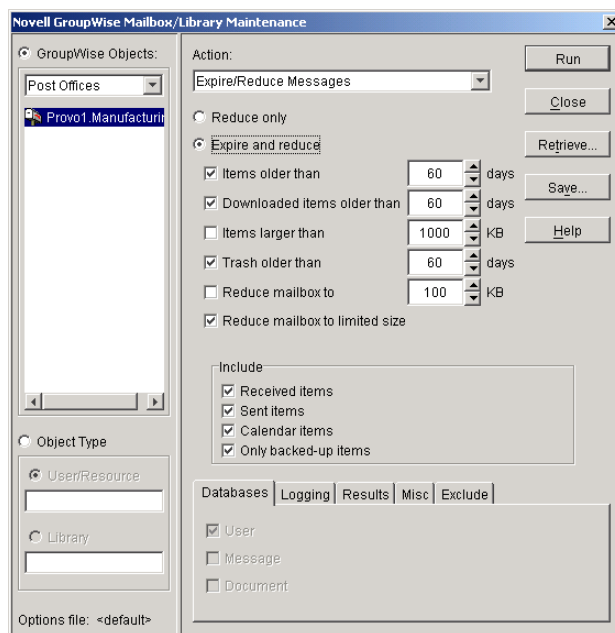 Novell GroupWise Mailbox/Library Maintenance
GroupWise Objects:
Post Offices
Provo1.Manufacturin
Object Type
User/Resource
Library
Options file: <default>
Action:
Expire/Reduce Messages
Reduce only
Expire and reduce
Items older than 60 days
Downloaded items older than 60 days
Items larger than 1000 KB
Trash older than 60 days
Reduce mailbox to 100 KB
Reduce mailbox to limited size
Include
Received items
Sent items
Calendar items
Only backed-up items
Databases Logging Results Misc Exclude
User
Message
Document
Run
Close
Retrieve...
Save...
Help